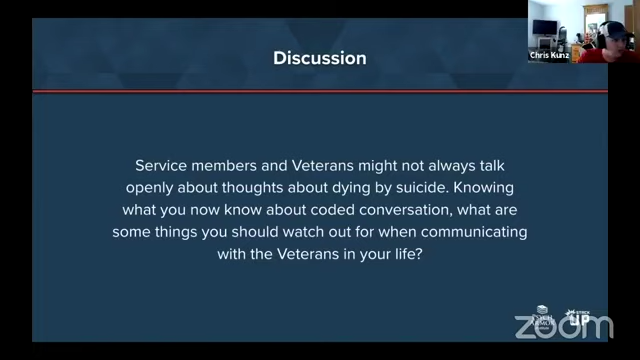 Chris Kunz
Discussion
Service members and Veterans might not always talk
openly about thoughts about dying by suicide. Knowing
what you now know about coded conversation, what are
some things you should watch out for when communicating
with the Veterans in your life?
STACK
UP
zoom